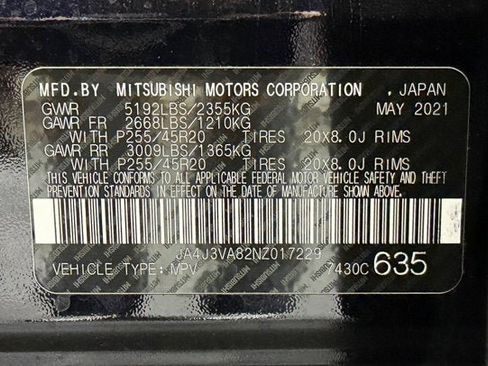 MFD.BY MITSUBISHI MOTORS CORPORATION , JAPAN
GVWR 5192LBS/2355KG MAY 2021
GAWR FR 2668LBS/1210KG
WITH P255/45R20 TIRES 20X8.0J RIMS
GAWR RR 3009LBS/1365KG
WITH P255/45R20 TIRES 20X8.0J RIMS
THIS VEHICLE CONFORMS TO ALL APPLICABLE FEDERAL MOTOR VEHICLE SAFETY AND THEFT
PREVENTION STANDARDS IN EFFECT ON THE DATE OF MANUFACTURE SHOWN ABOVE.
JA4J3VA82NZ017229
VEHICLE TYPE: MPV 7430C 635